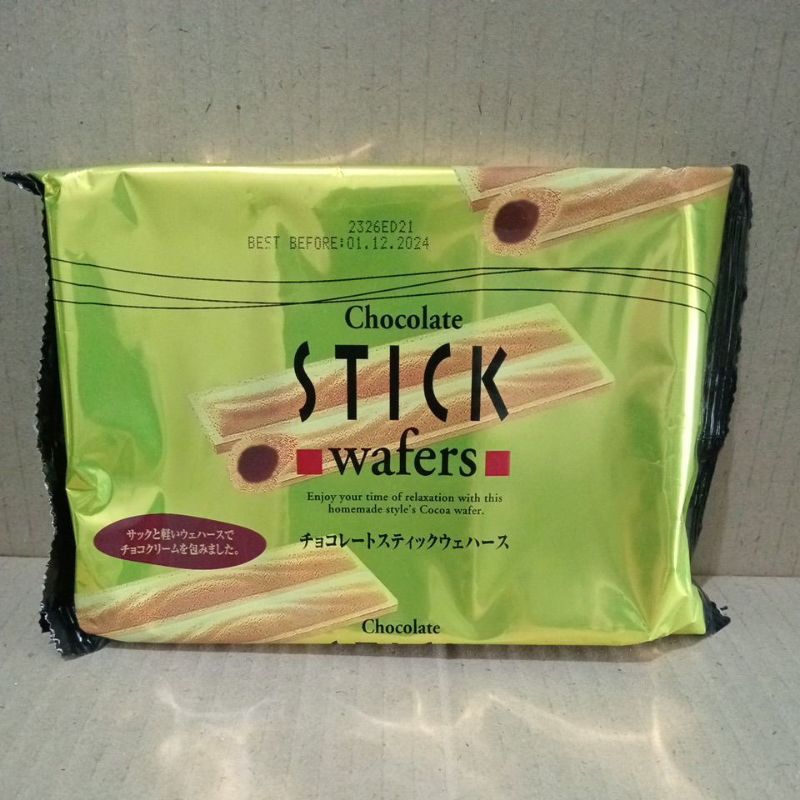 2326ED21
BEST BEFORE:01.12.2024
Chocolate
STICK
wafers
Enjoy your time of relaxation with this
homemade style's Cocoa wafer.
サックと軽いウェハースで
チョコクリームを包みました。
チョコレートスティックウェハース
Chocolate